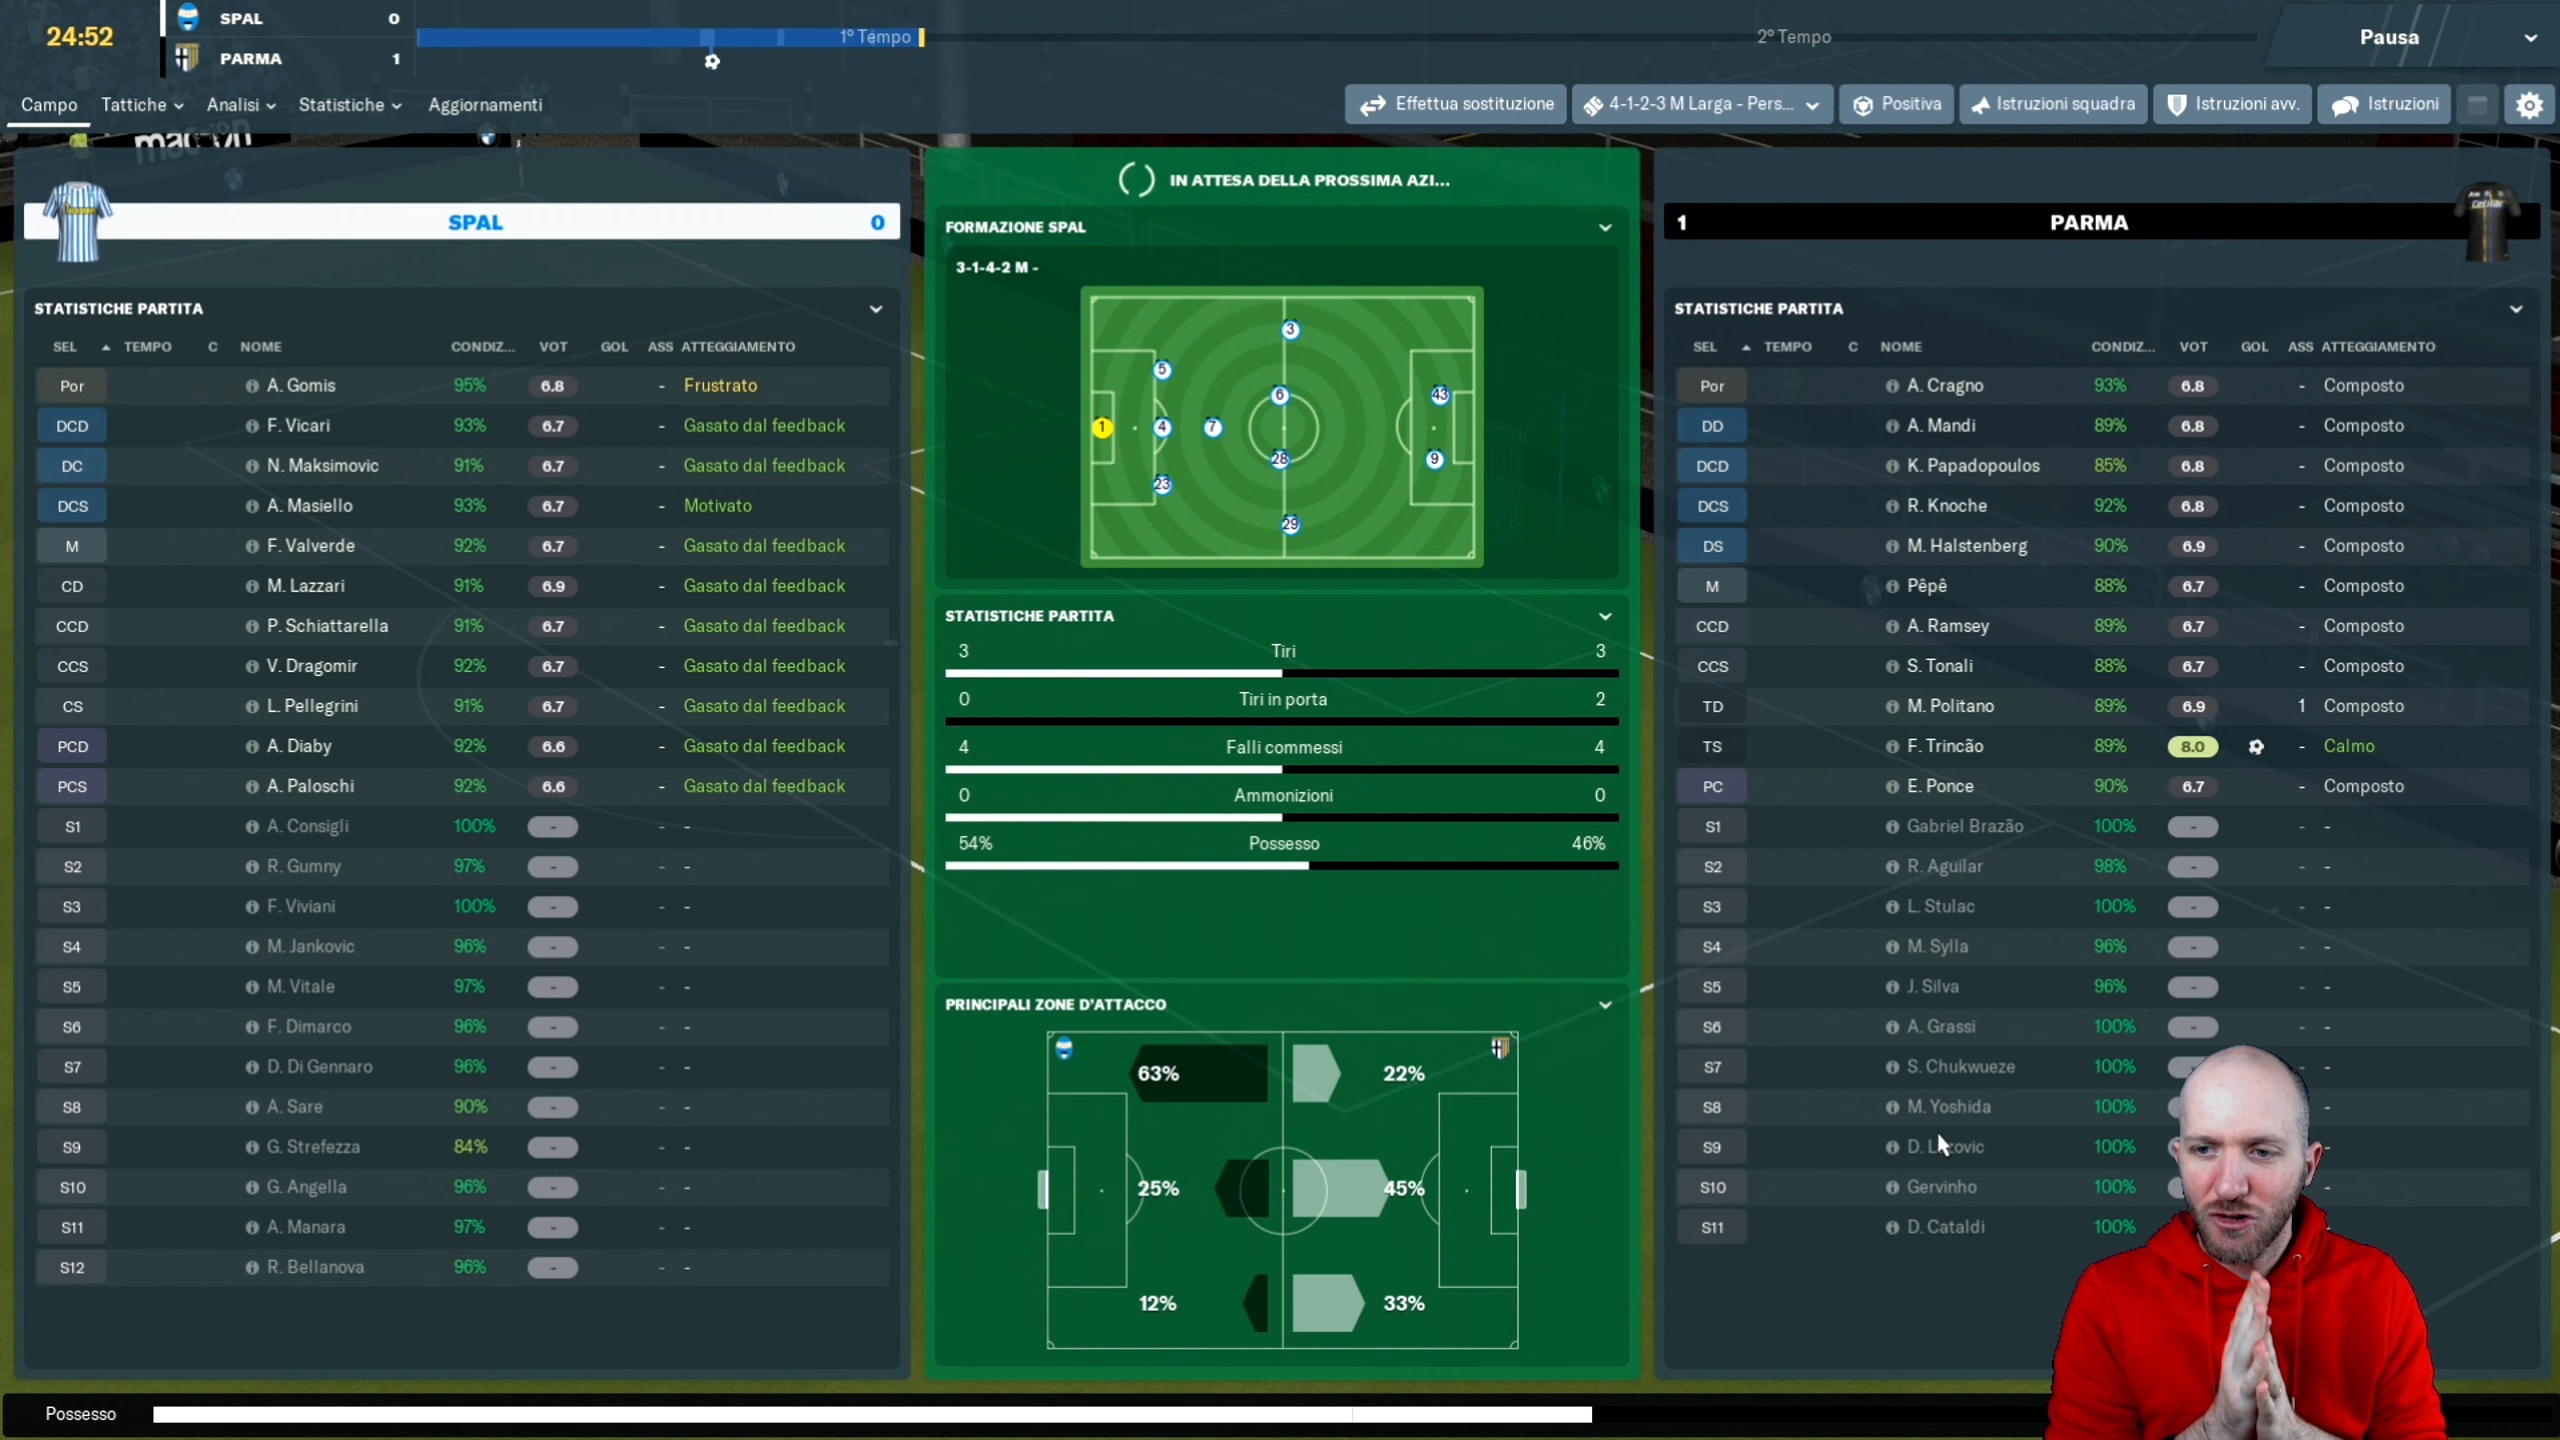 24:52
SPAL 0
PARMA 1
1º Tempo
2º Tempo
Pausa
Campo Tattiche Analisi Statistiche Aggiornamenti
Effettua sostituzione 4-1-2-3 M Larga - Pers... Positiva Istruzioni squadra Istruzioni avv. Istruzioni
SPAL 0
STATISTICHE PARTITA
SEL TEMPO C NOME CONDIZ... VOT GOL ASS ATTEGGIAMENTO
Por A. Gomis 95% 6.8 - Frustrato
DCD F. Vicari 93% 6.7 - Gasato dal feedback
DC N. Maksimovic 91% 6.7 - Gasato dal feedback
DCS A. Masiello 93% 6.7 - Motivato
M F. Valverde 92% 6.7 - Gasato dal feedback
CD M. Lazzari 91% 6.9 - Gasato dal feedback
CCD P. Schiattarella 91% 6.7 - Gasato dal feedback
CCS V. Dragomir 92% 6.7 - Gasato dal feedback
CS L. Pellegrini 91% 6.7 - Gasato dal feedback
PCD A. Diaby 92% 6.6 - Gasato dal feedback
PCS A. Paloschi 92% 6.6 - Gasato dal feedback
S1 A. Consigli 100% - - -
S2 R. Gumny 97% - - -
S3 F. Viviani 100% - - -
S4 M. Jankovic 96% - - -
S5 M. Vitale 97% - - -
S6 F. Dimarco 96% - - -
S7 D. Di Gennaro 96% - - -
S8 A. Sare 90% - - -
S9 G. Strefezza 84% - - -
S10 G. Angella 96% - - -
S11 A. Manara 97% - - -
S12 R. Bellanova 96% - - -
IN ATTESA DELLA PROSSIMA AZI...
FORMAZIONE SPAL
3-1-4-2 M -
3
5
6
43
1
4
7
28
9
23
29
STATISTICHE PARTITA
3 Tiri 3
0 Tiri in porta 2
4 Falli commessi 4
0 Ammonizioni 0
54% Possesso 46%
PRINCIPALI ZONE D'ATTACCO
63% 22%
25% 45%
12% 33%
1 PARMA
STATISTICHE PARTITA
SEL TEMPO C NOME CONDIZ... VOT GOL ASS ATTEGGIAMENTO
Por A. Cragno 93% 6.8 - Composto
DD A. Mandi 89% 6.8 - Composto
DCD K. Papadopoulos 85% 6.8 - Composto
DCS R. Knoche 92% 6.8 - Composto
DS M. Halstenberg 90% 6.9 - Composto
M Pêpê 88% 6.7 - Composto
CCD A. Ramsey 89% 6.7 - Composto
CCS S. Tonali 88% 6.7 - Composto
TD M. Politano 89% 6.9 1 Composto
TS F. Trincão 89% 8.0 - Calmo
PC E. Ponce 90% 6.7 - Composto
S1 Gabriel Brazão 100% - - -
S2 R. Aguilar 98% - - -
S3 L. Stulac 100% - - -
S4 M. Sylla 96% - - -
S5 J. Silva 96% - - -
S6 A. Grassi 100% - - -
S7 S. Chukwueze 100% -
S8 M. Yoshida 100% -
S9 D. 100% -
S10 Gervinho 100% -
S11 D. Cataldi 100%
Possesso